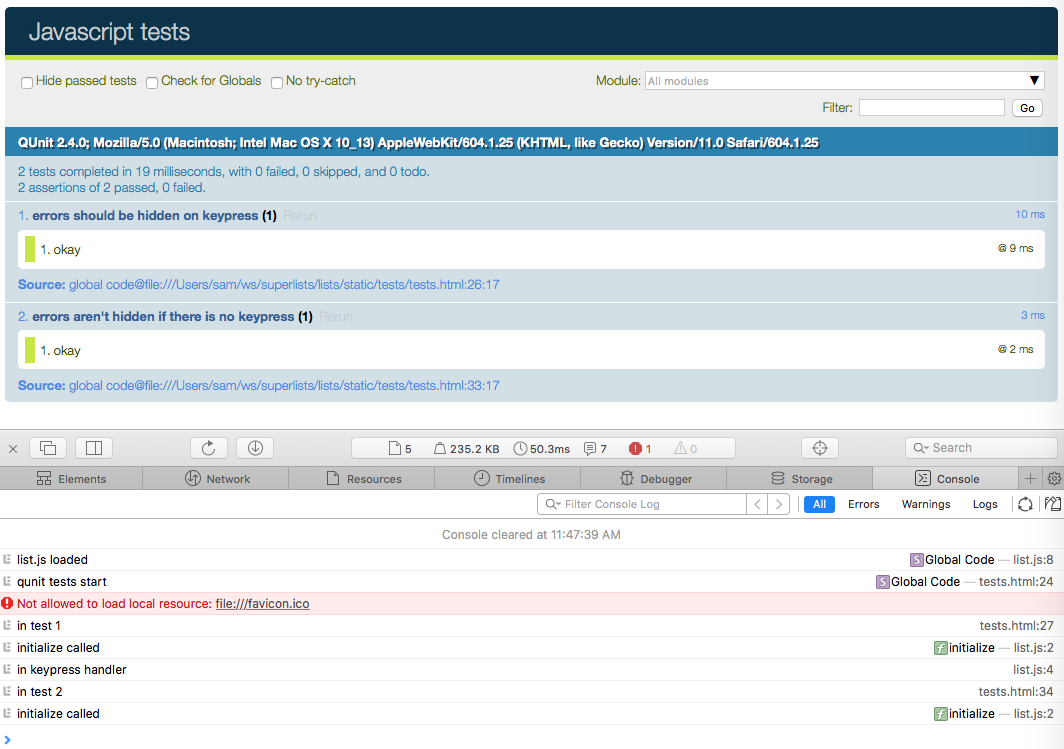 Javascript tests
Hide passed tests Check for Globals No try-catch Module: All modules ▼
Filter: Go
QUnit 2.4.0; Mozilla/5.0 (Macintosh; Intel Mac OS X 10_13) AppleWebKit/604.1.25 (KHTML, like Gecko) Version/11.0 Safari/604.1.25
2 tests completed in 19 milliseconds, with 0 failed, 0 skipped, and 0 todo.
2 assertions of 2 passed, 0 failed.
1. errors should be hidden on keypress (1) Rerun 10 ms
1. okay @ 9 ms
Source: global code@file:///Users/sam/ws/superlists/lists/static/tests/tests.html:26:17
2. errors aren't hidden if there is no keypress (1) Rerun 3 ms
1. okay @ 2 ms
Source: global code@file:///Users/sam/ws/superlists/lists/static/tests/tests.html:33:17
5 235.2 KB 50.3ms 7 1 0 Search
Elements Network Resources Timelines Debugger Storage Console
Filter Console Log All Errors Warnings Logs
Console cleared at 11:47:39 AM
list.js loaded S Global Code — list.js:8
qunit tests start S Global Code — tests.html:24
Not allowed to load local resource: file:///favicon.ico
in test 1 tests.html:27
initialize called f initialize — list.js:2
in keypress handler list.js:4
in test 2 tests.html:34
initialize called f initialize — list.js:2